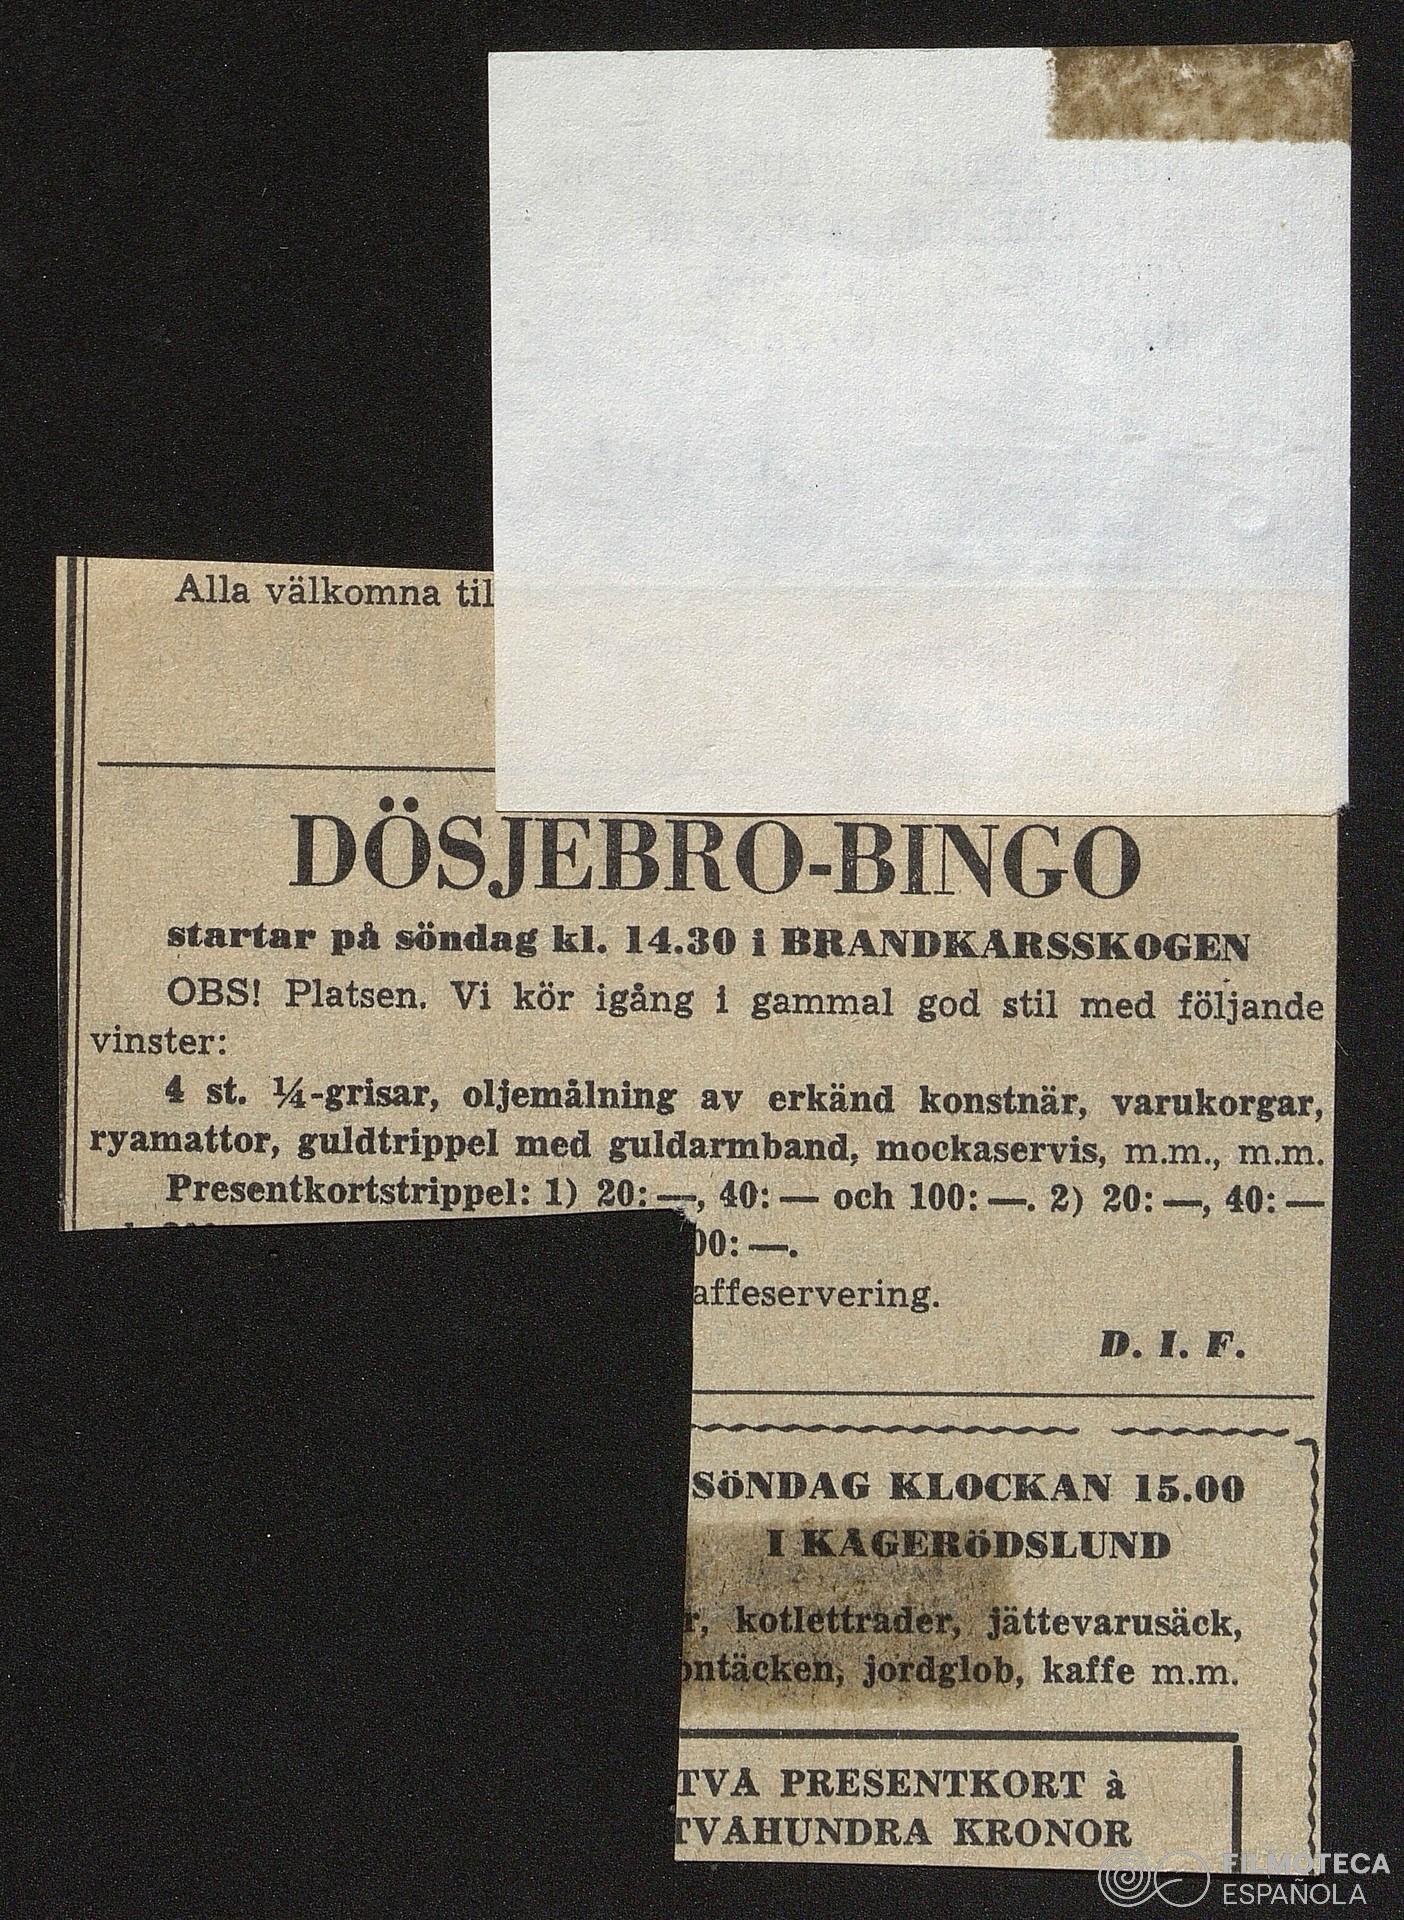 Alla välkomna til
DÖSJEBRO-BINGO
startar på söndag kl. 14.30 i BRANDKÅRSSKOGEN
OBS! Platsen. Vi kör igång i gammal god stil med följande
vinster:
4 st. ¼-grisar, oljemålning av erkänd konstnär, varukorgar,
ryamattor, guldtrippel med guldarmband, mockaservis, m.m., m.m.
Presentkortstrippel: 1) 20:—, 40:— och 100:—. 2) 20:—, 40:—
00:—.
affeservering.
D. I. F.
SÖNDAG KLOCKAN 15.00
I KÅGERÖDSLUND
r, kotlettrader, jättevarusäck,
ontäcken, jordglob, kaffe m.m.
TVÅ PRESENTKORT à
TVÅHUNDRA KRONOR
FILMOTECA
ESPAÑOLA